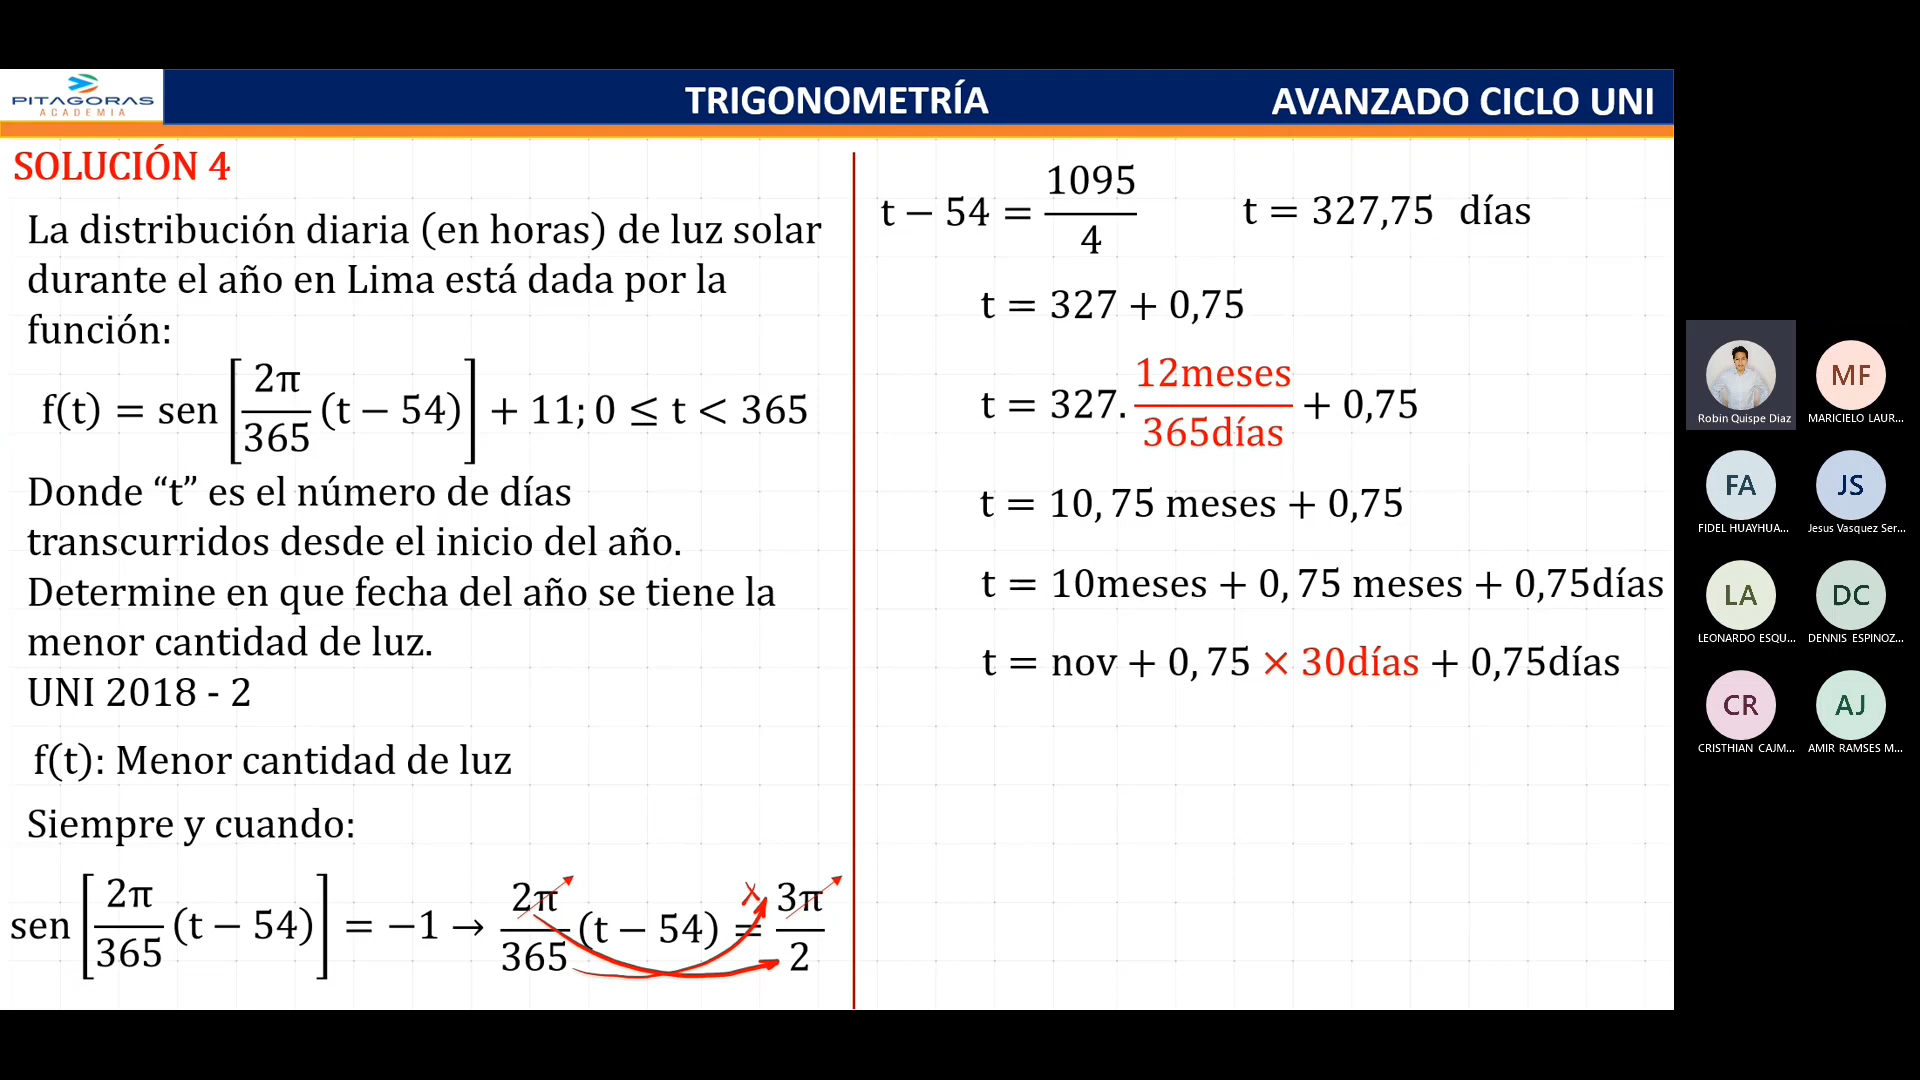 PITAGORAS
ACADEMIA
TRIGONOMETRÍA
AVANZADO CICLO UNI
SOLUCIÓN 4
La distribución diaria (en horas) de luz solar
durante el año en Lima está dada por la
función:
f(t) = sen[2π/365 (t − 54)] + 11; 0 ≤ t < 365
Donde “t” es el número de días
transcurridos desde el inicio del año.
Determine en que fecha del año se tiene la
menor cantidad de luz.
UNI 2018 - 2
f(t): Menor cantidad de luz
Siempre y cuando:
sen[2π/365 (t − 54)] = −1 → 2π/365 (t − 54) = 3π/2
t − 54 = 1095/4
t = 327,75 días
t = 327 + 0,75
t = 327. 12meses/365días + 0,75
t = 10, 75 meses + 0,75
t = 10meses + 0, 75 meses + 0,75días
t = nov + 0, 75 × 30días + 0,75días
Robin Quispe Diaz
MF
MARICIELO LAUR...
FA
FIDEL HUAYHUA...
JS
Jesus Vasquez Ser...
LA
LEONARDO ESQU...
DC
DENNIS ESPINOZ...
CR
CRISTHIAN CAJM...
AJ
AMIR RAMSES M...